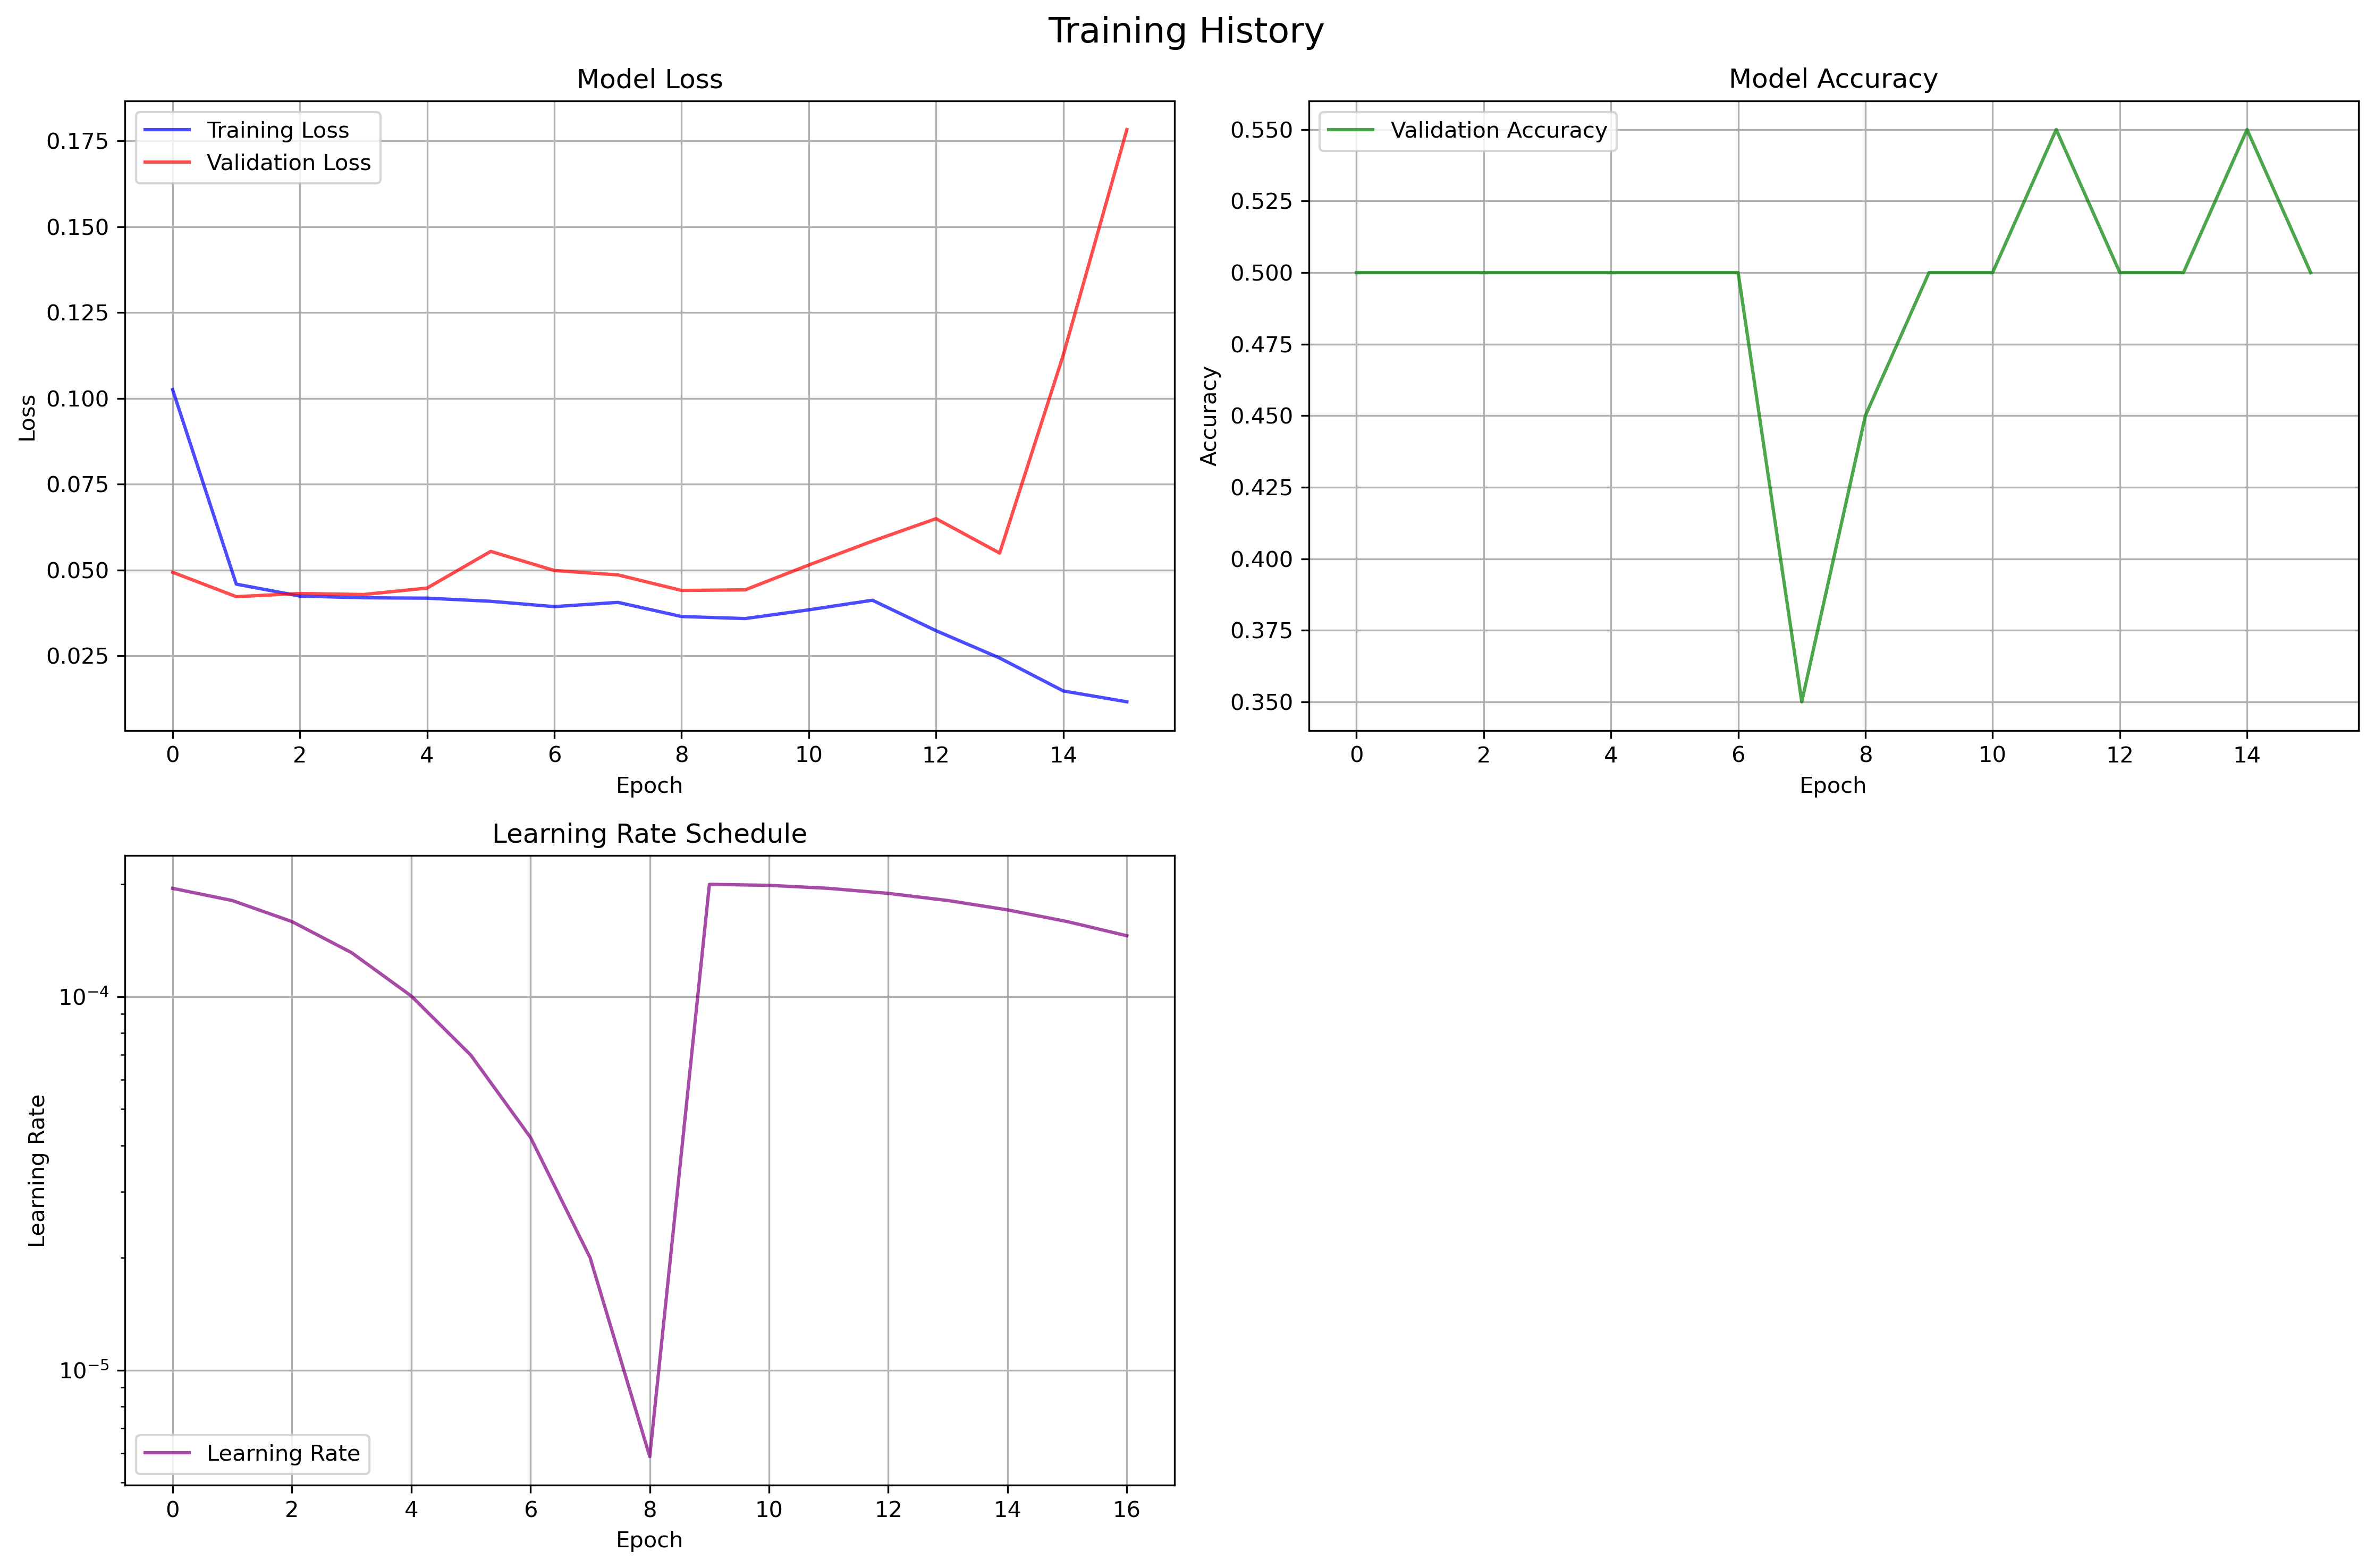 Training History
Model Loss
Training Loss
Validation Loss
0.175
0.150
0.125
0.100
0.075
0.050
0.025
Loss
0 2 4 6 8 10 12 14
Epoch
Model Accuracy
Validation Accuracy
0.550
0.525
0.500
0.475
0.450
0.425
0.400
0.375
0.350
Accuracy
0 2 4 6 8 10 12 14
Epoch
Learning Rate Schedule
10⁻⁴
10⁻⁵
Learning Rate
Learning Rate
0 2 4 6 8 10 12 14 16
Epoch